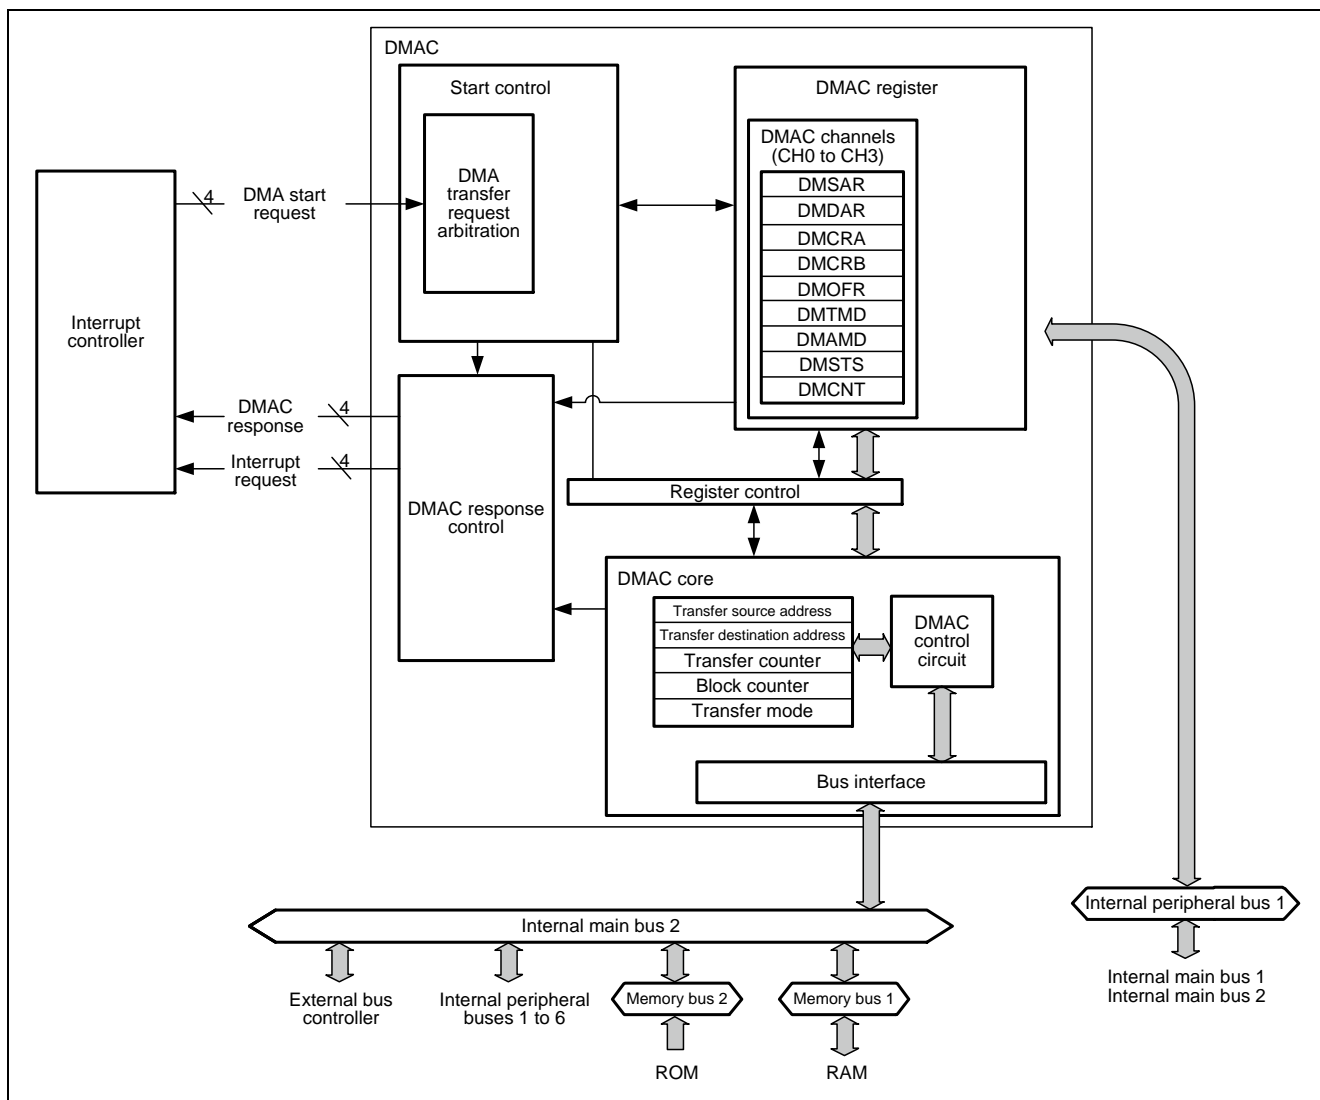 DMAC
Start control
DMA
transfer
request
arbitration
DMAC register
DMAC channels
(CH0 to CH3)
DMSAR
DMDAR
DMCRA
DMCRB
DMOFR
DMTMD
DMAMD
DMSTS
DMCNT
Interrupt
controller
4
DMA start
request
DMAC
response
4
Interrupt
request
4
DMAC response
control
Register control
DMAC core
Transfer source address
Transfer destination address
Transfer counter
Block counter
Transfer mode
DMAC
control
circuit
Bus interface
Internal main bus 2
Internal peripheral bus 1
External bus
controller
Internal peripheral
buses 1 to 6
Memory bus 2
Memory bus 1
ROM
RAM
Internal main bus 1
Internal main bus 2